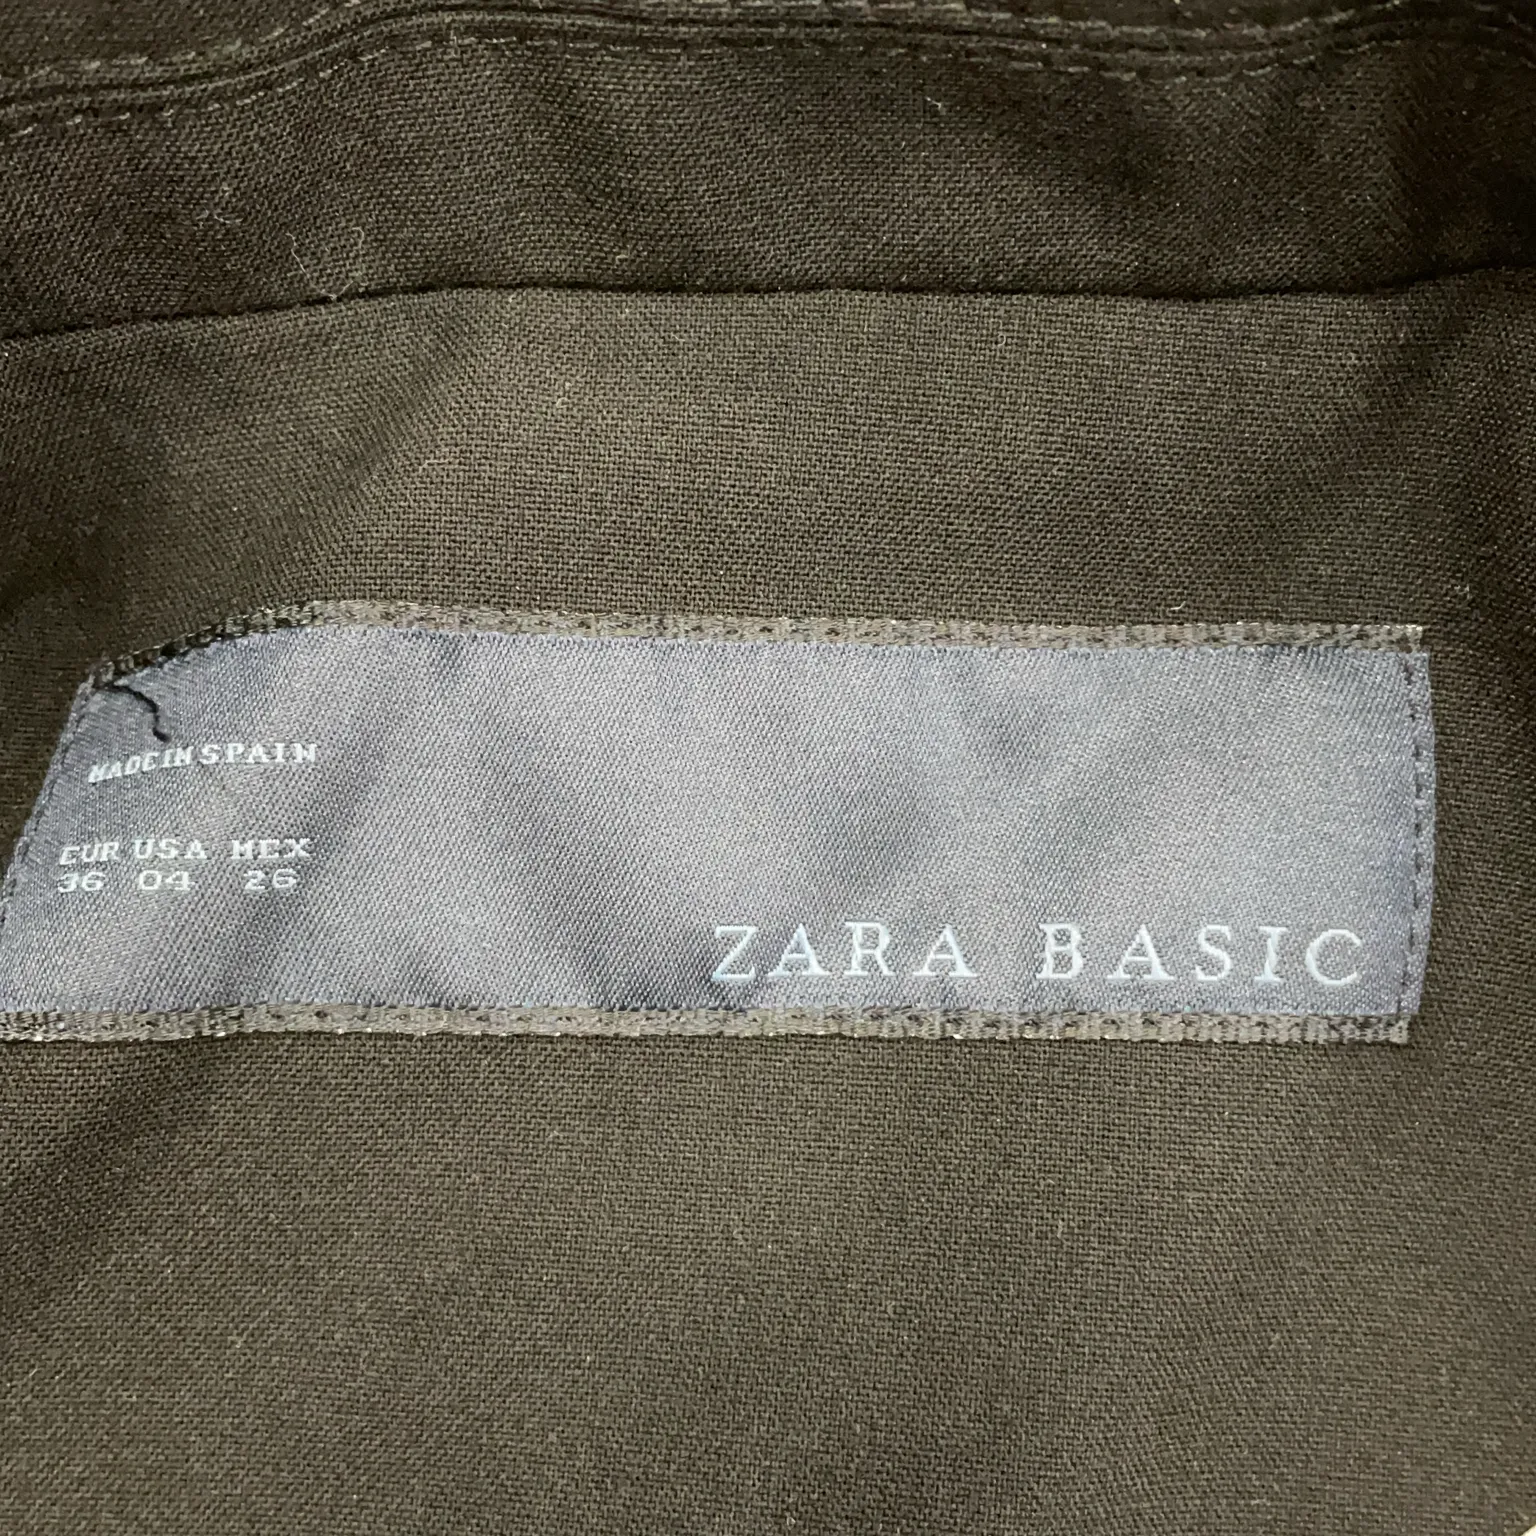 MADE IN SPAIN
EUR USA MEX
36 04 26
ZARA BASIC